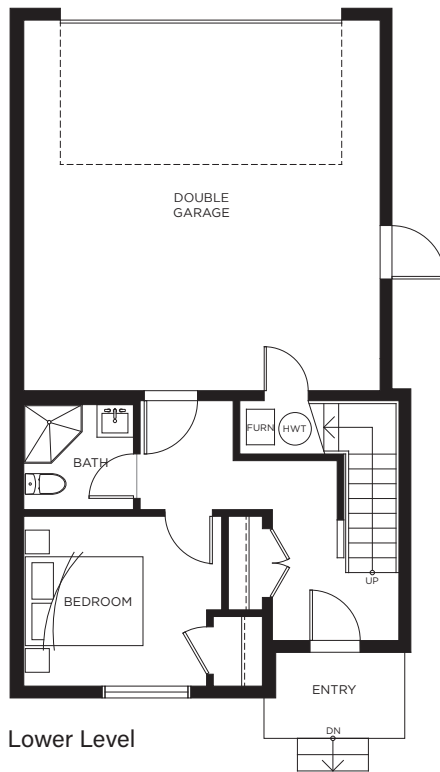 DOUBLE
GARAGE
FURN
HWT
BATH
UP
BEDROOM
ENTRY
DN
Lower Level